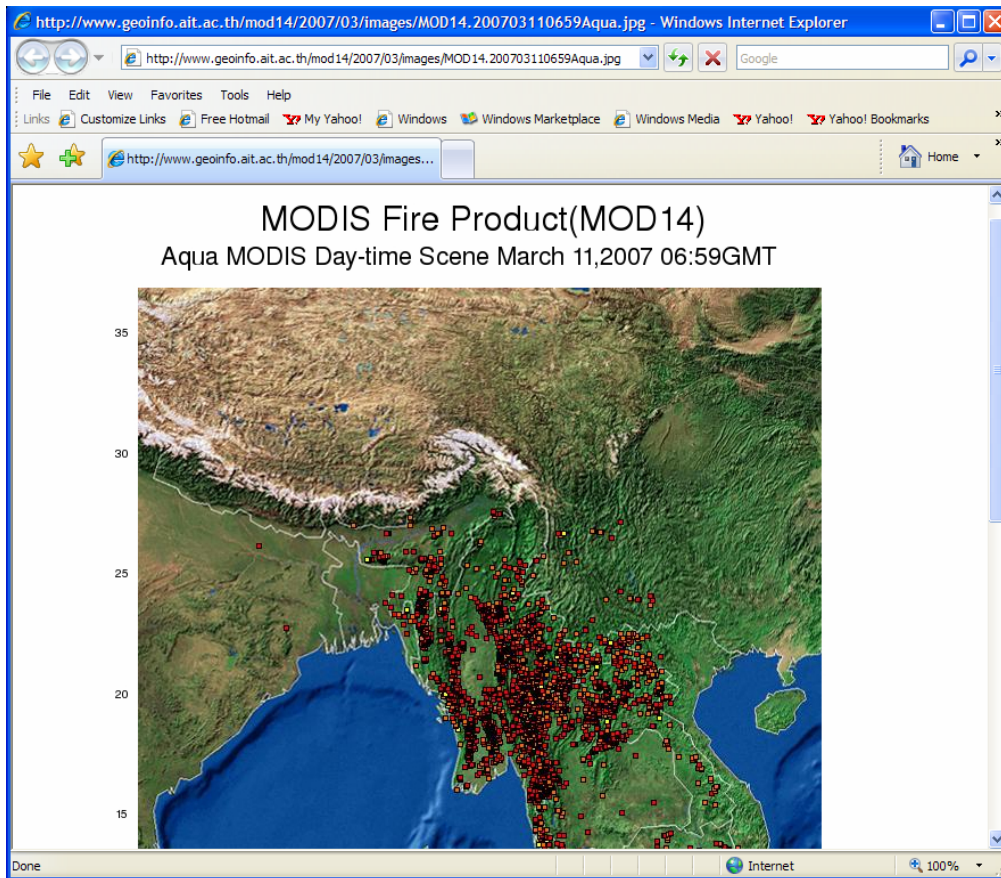 http://www.geoinfo.ait.ac.th/mod14/2007/03/images/MOD14.200703110659Aqua.jpg - Windows Internet Explorer
http://www.geoinfo.ait.ac.th/mod14/2007/03/images/MOD14.200703110659Aqua.jpg Google
File Edit View Favorites Tools Help
Links Customize Links Free Hotmail My Yahoo! Windows Windows Marketplace Windows Media Yahoo! Yahoo! Bookmarks »
http://www.geoinfo.ait.ac.th/mod14/2007/03/images... Home »
MODIS Fire Product(MOD14)
Aqua MODIS Day-time Scene March 11,2007 06:59GMT
35
30
25
20
15
Done Internet 100%